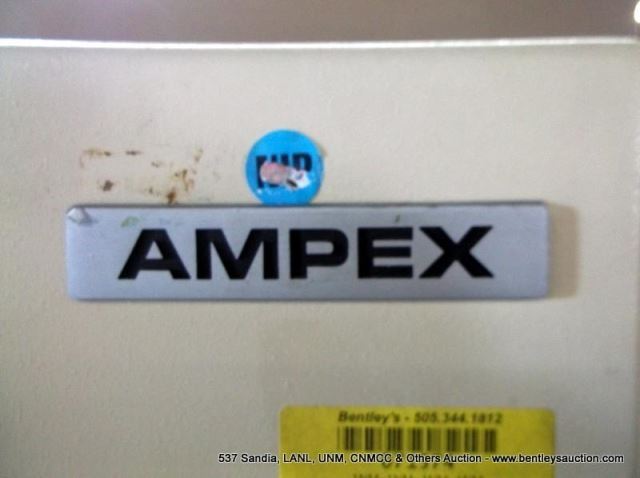 AMPEX
Bentley's - 505.344.1812
537 Sandia, LANL, UNM, CNMCC & Others Auction - www.bentleysauction.com